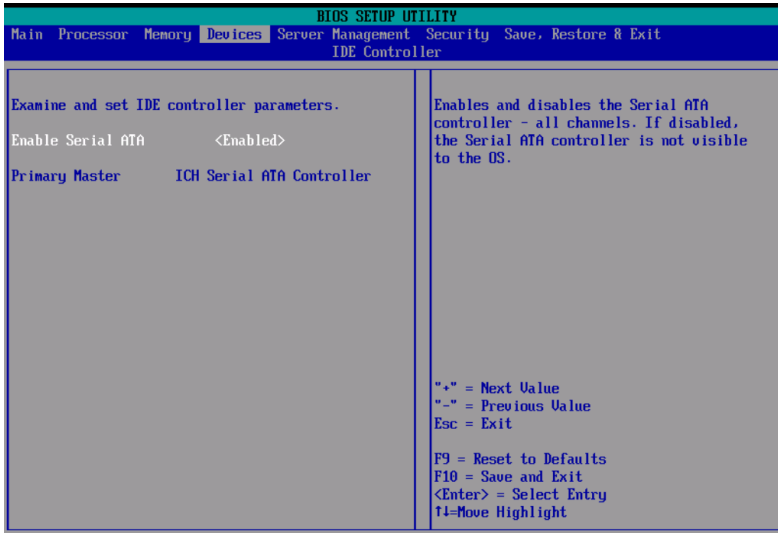 BIOS SETUP UTILITY
Main Processor Memory Devices Server Management Security Save, Restore & Exit
IDE Controller
Examine and set IDE controller parameters.
Enable Serial ATA <Enabled>
Primary Master ICH Serial ATA Controller
Enables and disables the Serial ATA
controller - all channels. If disabled,
the Serial ATA controller is not visible
to the OS.
"+" = Next Value
"-" = Previous Value
Esc = Exit
F9 = Reset to Defaults
F10 = Save and Exit
<Enter> = Select Entry
↑↓=Move Highlight